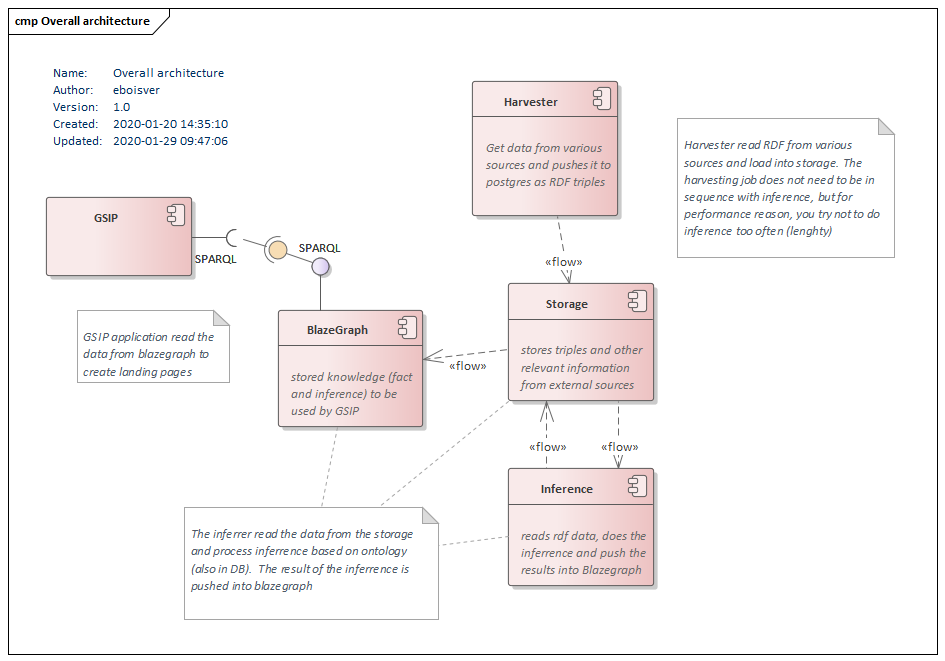 cmp Overall architecture
Name: Overall architecture
Author: eboisver
Version: 1.0
Created: 2020-01-20 14:35:10
Updated: 2020-01-29 09:47:06
Harvester
Get data from various
sources and pushes it to
postgres as RDF triples
Harvester read RDF from various
sources and load into storage. The
harvesting job does not need to be in
sequence with inference, but for
performance reason, you try not to do
inference too often (lenghty)
GSIP
SPARQL
SPARQL
«flow»
GSIP application read the
data from blazegraph to
create landing pages
BlazeGraph
stored knowledge (fact
and inference) to be
used by GSIP
«flow»
Storage
stores triples and other
relevant information
from external sources
«flow»
«flow»
Inference
reads rdf data, does the
inference and push the
results into Blazegraph
The inferrer read the data from the storage
and process inferrence based on ontology
(also in DB). The result of the inferrence is
pushed into blazegraph